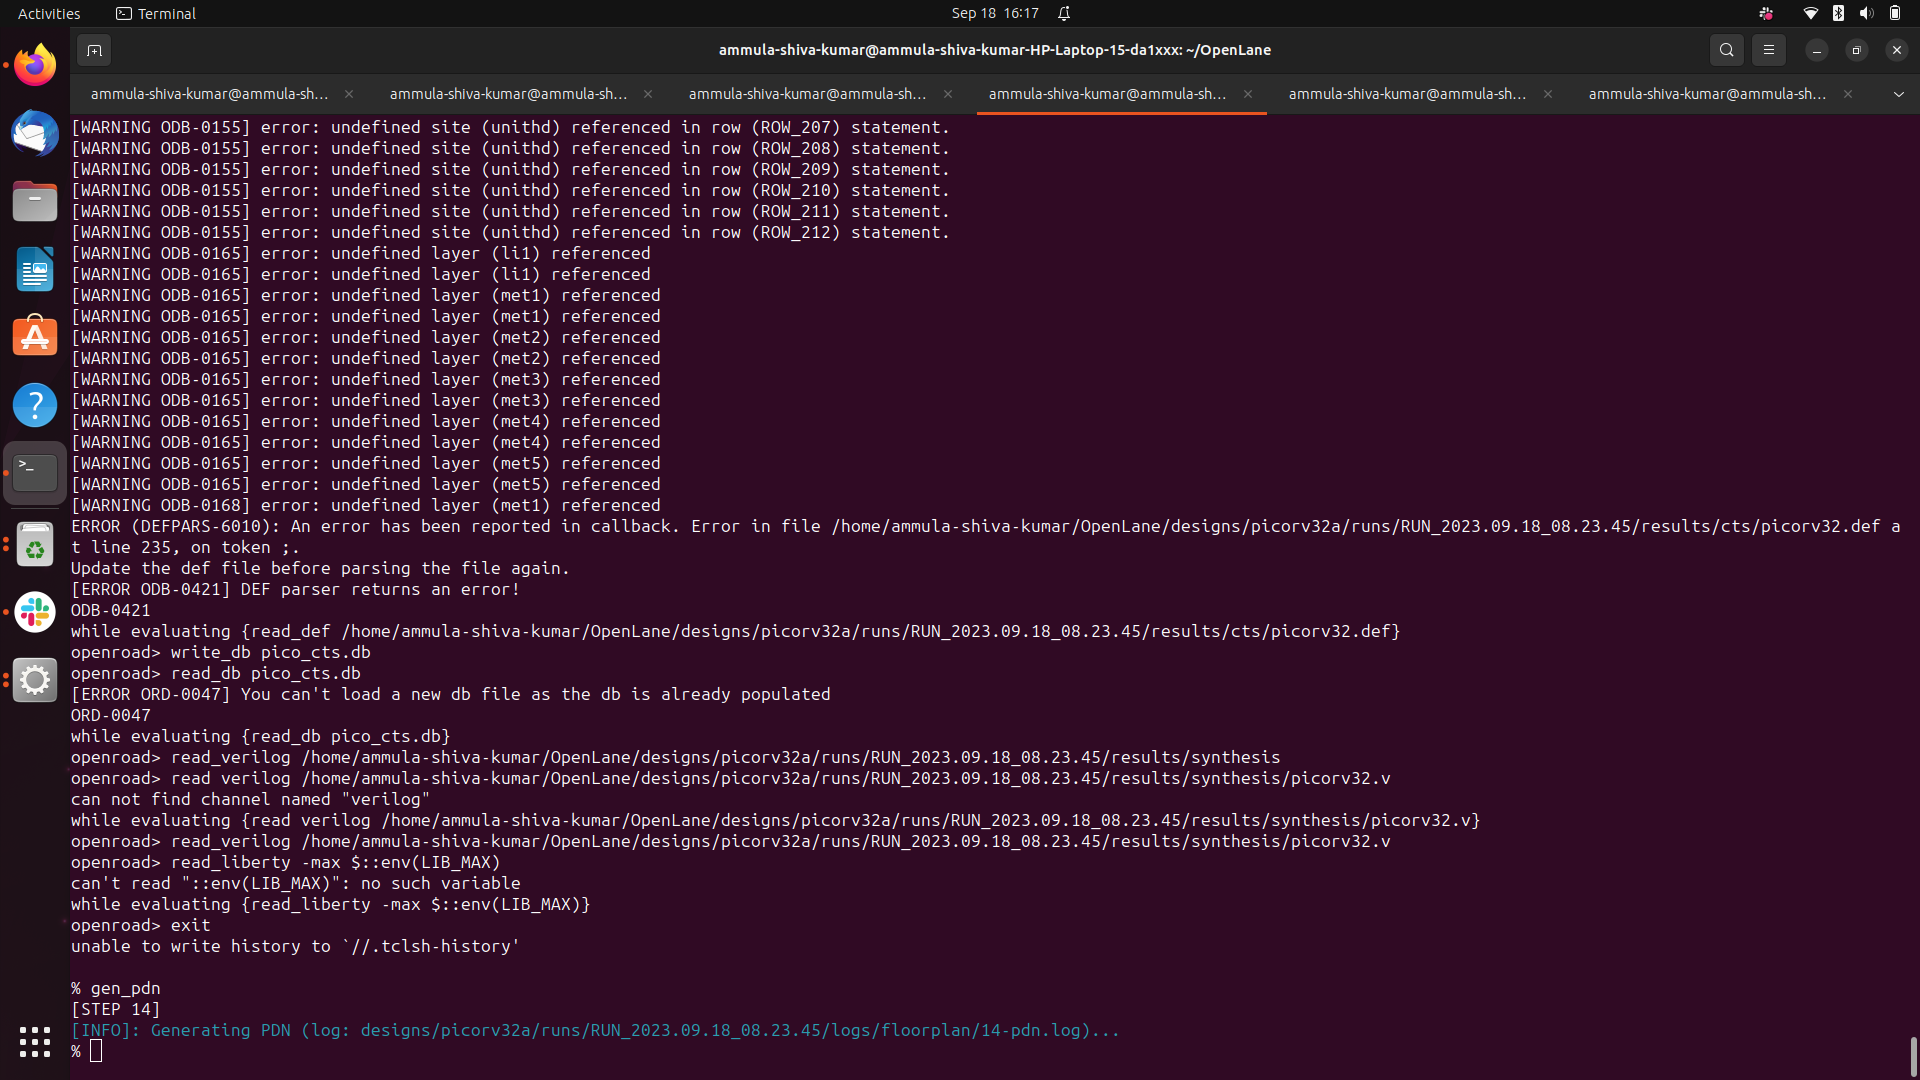 Activities
Terminal
Sep 18 16:17
ammula-shiva-kumar@ammula-shiva-kumar-HP-Laptop-15-da1xxx: ~/OpenLane
ammula-shiva-kumar@ammula-sh...
ammula-shiva-kumar@ammula-sh...
ammula-shiva-kumar@ammula-sh...
ammula-shiva-kumar@ammula-sh...
ammula-shiva-kumar@ammula-sh...
ammula-shiva-kumar@ammula-sh...
[WARNING ODB-0155] error: undefined site (unithd) referenced in row (ROW_207) statement.
[WARNING ODB-0155] error: undefined site (unithd) referenced in row (ROW_208) statement.
[WARNING ODB-0155] error: undefined site (unithd) referenced in row (ROW_209) statement.
[WARNING ODB-0155] error: undefined site (unithd) referenced in row (ROW_210) statement.
[WARNING ODB-0155] error: undefined site (unithd) referenced in row (ROW_211) statement.
[WARNING ODB-0155] error: undefined site (unithd) referenced in row (ROW_212) statement.
[WARNING ODB-0165] error: undefined layer (li1) referenced
[WARNING ODB-0165] error: undefined layer (li1) referenced
[WARNING ODB-0165] error: undefined layer (met1) referenced
[WARNING ODB-0165] error: undefined layer (met1) referenced
[WARNING ODB-0165] error: undefined layer (met2) referenced
[WARNING ODB-0165] error: undefined layer (met2) referenced
[WARNING ODB-0165] error: undefined layer (met3) referenced
[WARNING ODB-0165] error: undefined layer (met3) referenced
[WARNING ODB-0165] error: undefined layer (met4) referenced
[WARNING ODB-0165] error: undefined layer (met4) referenced
[WARNING ODB-0165] error: undefined layer (met5) referenced
[WARNING ODB-0165] error: undefined layer (met5) referenced
[WARNING ODB-0168] error: undefined layer (met1) referenced
ERROR (DEFPARS-6010): An error has been reported in callback. Error in file /home/ammula-shiva-kumar/OpenLane/designs/picorv32a/runs/RUN_2023.09.18_08.23.45/results/cts/picorv32.def a
t line 235, on token ;.
Update the def file before parsing the file again.
[ERROR ODB-0421] DEF parser returns an error!
ODB-0421
while evaluating {read_def /home/ammula-shiva-kumar/OpenLane/designs/picorv32a/runs/RUN_2023.09.18_08.23.45/results/cts/picorv32.def}
openroad> write_db pico_cts.db
openroad> read_db pico_cts.db
[ERROR ORD-0047] You can't load a new db file as the db is already populated
ORD-0047
while evaluating {read_db pico_cts.db}
openroad> read_verilog /home/ammula-shiva-kumar/OpenLane/designs/picorv32a/runs/RUN_2023.09.18_08.23.45/results/synthesis
openroad> read verilog /home/ammula-shiva-kumar/OpenLane/designs/picorv32a/runs/RUN_2023.09.18_08.23.45/results/synthesis/picorv32.v
can not find channel named "verilog"
while evaluating {read verilog /home/ammula-shiva-kumar/OpenLane/designs/picorv32a/runs/RUN_2023.09.18_08.23.45/results/synthesis/picorv32.v}
openroad> read_verilog /home/ammula-shiva-kumar/OpenLane/designs/picorv32a/runs/RUN_2023.09.18_08.23.45/results/synthesis/picorv32.v
openroad> read_liberty -max $::env(LIB_MAX)
can't read "::env(LIB_MAX)": no such variable
while evaluating {read_liberty -max $::env(LIB_MAX)}
openroad> exit
unable to write history to `//.tclsh-history'
% gen_pdn
[STEP 14]
[INFO]: Generating PDN (log: designs/picorv32a/runs/RUN_2023.09.18_08.23.45/logs/floorplan/14-pdn.log)...
%